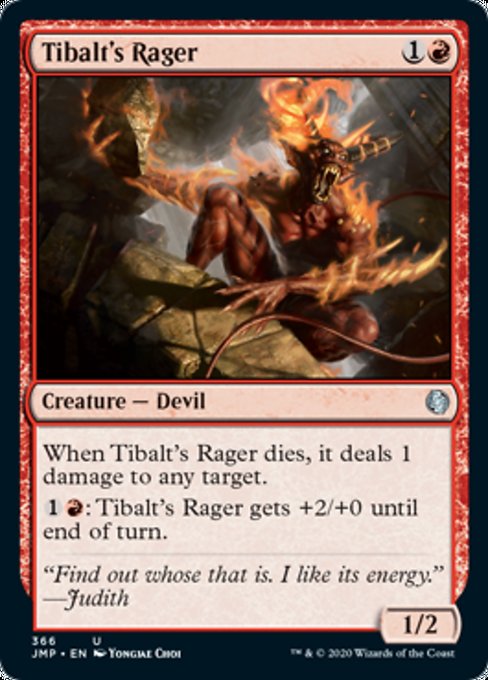 Tibalt's Rager 1
Creature — Devil
When Tibalt's Rager dies, it deals 1
damage to any target.
1 : Tibalt's Rager gets +2/+0 until
end of turn.
“Find out whose that is. I like its energy.”
—Judith
1/2
366 U
JMP • EN Yongjae Choi
™ & © 2020 Wizards of the Coast